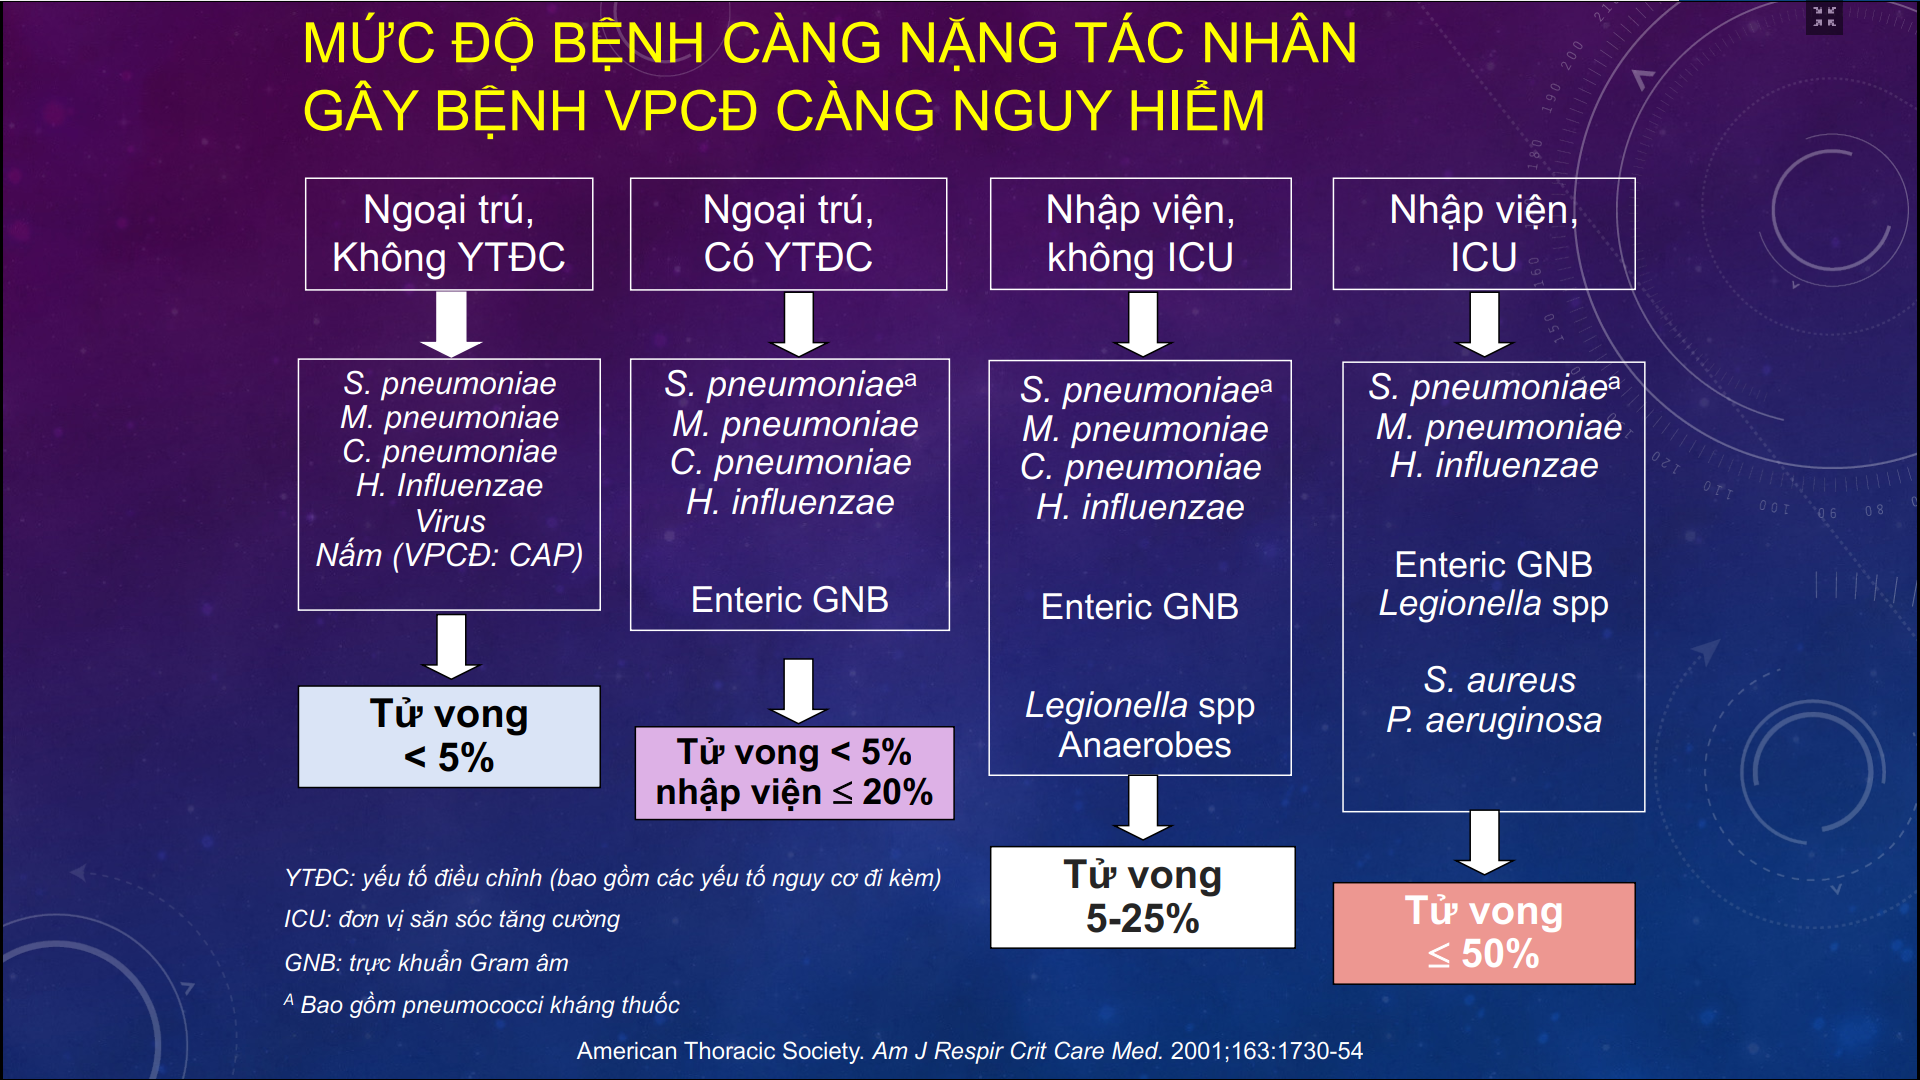 MỨC ĐỘ BỆNH CÀNG NẶNG TÁC NHÂN
GÂY BỆNH VPCĐ CÀNG NGUY HIỂM
Ngoại trú,
Không YTĐC
S. pneumoniae
M. pneumoniae
C. pneumoniae
H. Influenzae
Virus
Nấm (VPCĐ: CAP)
Tử vong
< 5%
Ngoại trú,
Có YTĐC
S. pneumoniaeᵃ
M. pneumoniae
C. pneumoniae
H. influenzae
Enteric GNB
Tử vong < 5%
nhập viện ≤ 20%
Nhập viện,
không ICU
S. pneumoniaeᵃ
M. pneumoniae
C. pneumoniae
H. influenzae
Enteric GNB
Legionella spp
Anaerobes
Tử vong
5-25%
Nhập viện,
ICU
S. pneumoniaeᵃ
M. pneumoniae
H. influenzae
Enteric GNB
Legionella spp
S. aureus
P. aeruginosa
Tử vong
≤ 50%
YTĐC: yếu tố điều chỉnh (bao gồm các yếu tố nguy cơ đi kèm)
ICU: đơn vị săn sóc tăng cường
GNB: trực khuẩn Gram âm
ᴬ Bao gồm pneumococci kháng thuốc
American Thoracic Society. Am J Respir Crit Care Med. 2001;163:1730-54